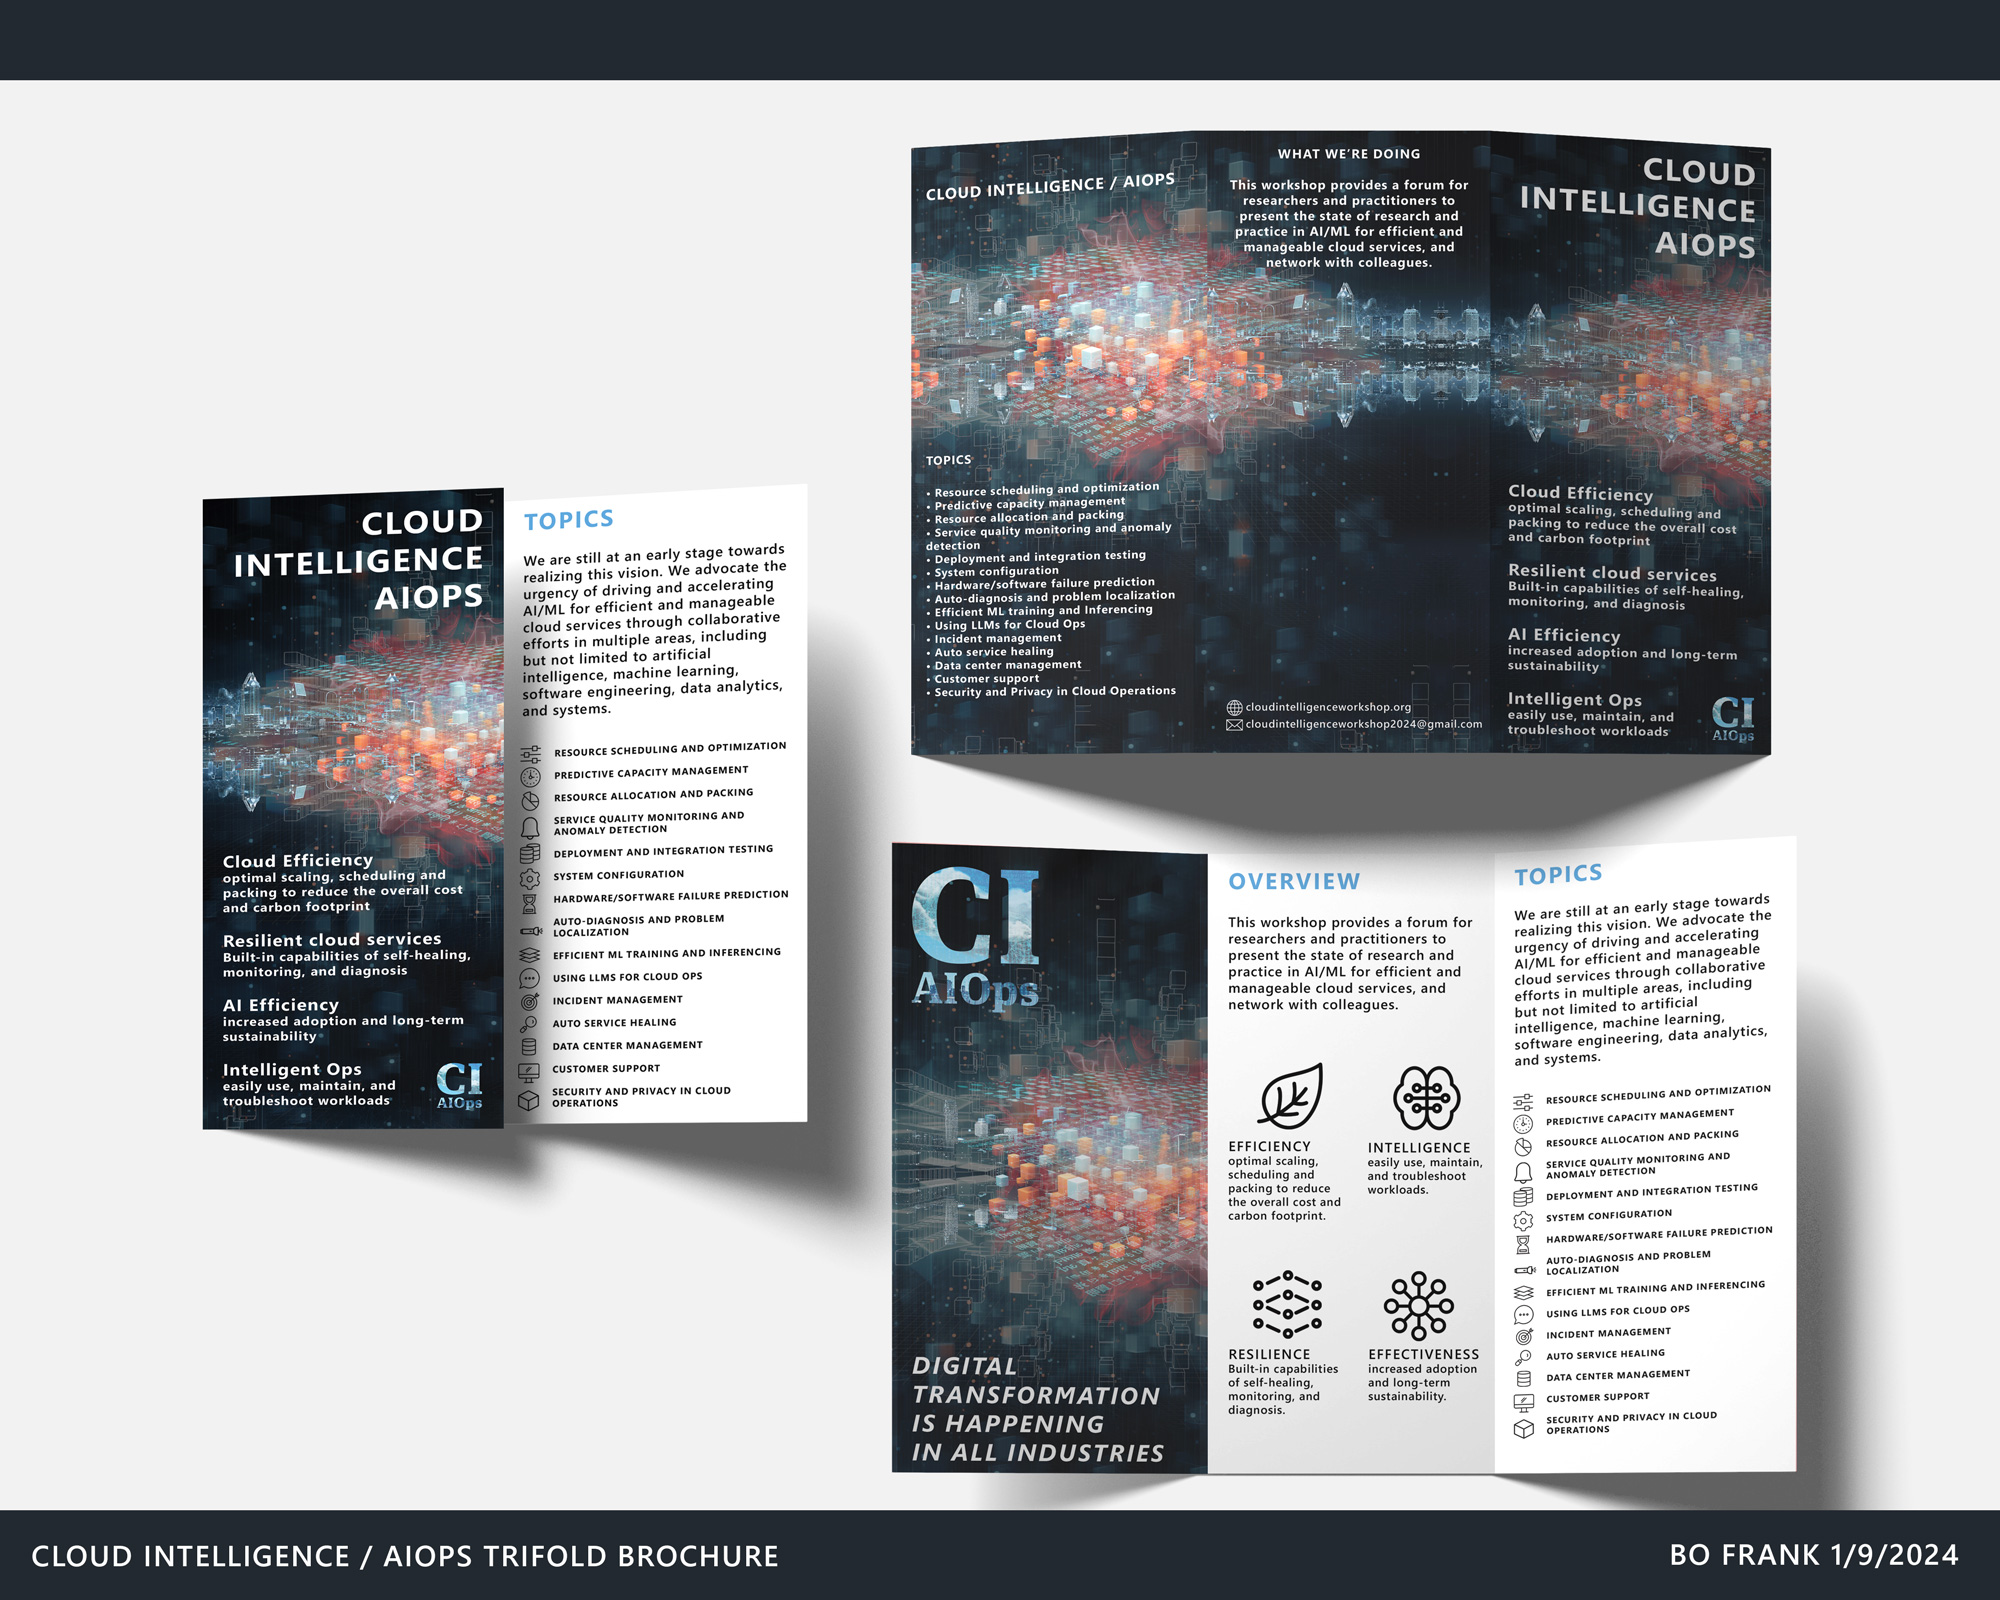 CLOUD
INTELLIGENCE
AIOPS
Cloud Efficiency
optimal scaling, scheduling and
packing to reduce the overall cost
and carbon footprint
Resilient cloud services
Built-in capabilities of self-healing,
monitoring, and diagnosis
AI Efficiency
increased adoption and long-term
sustainability
Intelligent Ops
easily use, maintain, and
troubleshoot workloads
CI
AIOps
TOPICS
We are still at an early stage towards
realizing this vision. We advocate the
urgency of driving and accelerating
AI/ML for efficient and manageable
cloud services through collaborative
efforts in multiple areas, including
but not limited to artificial
intelligence, machine learning,
software engineering, data analytics,
and systems.
RESOURCE SCHEDULING AND OPTIMIZATION
PREDICTIVE CAPACITY MANAGEMENT
RESOURCE ALLOCATION AND PACKING
SERVICE QUALITY MONITORING AND
ANOMALY DETECTION
DEPLOYMENT AND INTEGRATION TESTING
SYSTEM CONFIGURATION
HARDWARE/SOFTWARE FAILURE PREDICTION
AUTO-DIAGNOSIS AND PROBLEM
LOCALIZATION
EFFICIENT ML TRAINING AND INFERENCING
USING LLMS FOR CLOUD OPS
INCIDENT MANAGEMENT
AUTO SERVICE HEALING
DATA CENTER MANAGEMENT
CUSTOMER SUPPORT
SECURITY AND PRIVACY IN CLOUD
OPERATIONS
CLOUD INTELLIGENCE / AIOPS
TOPICS
• Resource scheduling and optimization
• Predictive capacity management
• Resource allocation and packing
• Service quality monitoring and anomaly
detection
• Deployment and integration testing
• System configuration
• Hardware/software failure prediction
• Auto-diagnosis and problem localization
• Efficient ML training and Inferencing
• Using LLMs for Cloud Ops
• Incident management
• Auto service healing
• Data center management
• Customer support
• Security and Privacy in Cloud Operations
WHAT WE'RE DOING
This workshop provides a forum for
researchers and practitioners to
present the state of research and
practice in AI/ML for efficient and
manageable cloud services, and
network with colleagues.
cloudintelligenceworkshop.org
cloudintelligenceworkshop2024@gmail.com
CLOUD
INTELLIGENCE
AIOPS
Cloud Efficiency
optimal scaling, scheduling and
packing to reduce the overall cost
and carbon footprint
Resilient cloud services
Built-in capabilities of self-healing,
monitoring, and diagnosis
AI Efficiency
increased adoption and long-term
sustainability
Intelligent Ops
easily use, maintain, and
troubleshoot workloads
CI
AIOps
CI
AIOps
DIGITAL
TRANSFORMATION
IS HAPPENING
IN ALL INDUSTRIES
OVERVIEW
This workshop provides a forum for
researchers and practitioners to
present the state of research and
practice in AI/ML for efficient and
manageable cloud services, and
network with colleagues.
EFFICIENCY
optimal scaling,
scheduling and
packing to reduce
the overall cost and
carbon footprint.
INTELLIGENCE
easily use, maintain,
and troubleshoot
workloads.
RESILIENCE
Built-in capabilities
of self-healing,
monitoring, and
diagnosis.
EFFECTIVENESS
increased adoption
and long-term
sustainability.
TOPICS
We are still at an early stage towards
realizing this vision. We advocate the
urgency of driving and accelerating
AI/ML for efficient and manageable
cloud services through collaborative
efforts in multiple areas, including
but not limited to artificial
intelligence, machine learning,
software engineering, data analytics,
and systems.
RESOURCE SCHEDULING AND OPTIMIZATION
PREDICTIVE CAPACITY MANAGEMENT
RESOURCE ALLOCATION AND PACKING
SERVICE QUALITY MONITORING AND
ANOMALY DETECTION
DEPLOYMENT AND INTEGRATION TESTING
SYSTEM CONFIGURATION
HARDWARE/SOFTWARE FAILURE PREDICTION
AUTO-DIAGNOSIS AND PROBLEM
LOCALIZATION
EFFICIENT ML TRAINING AND INFERENCING
USING LLMS FOR CLOUD OPS
INCIDENT MANAGEMENT
AUTO SERVICE HEALING
DATA CENTER MANAGEMENT
CUSTOMER SUPPORT
SECURITY AND PRIVACY IN CLOUD
OPERATIONS
CLOUD INTELLIGENCE / AIOPS TRIFOLD BROCHURE
BO FRANK 1/9/2024